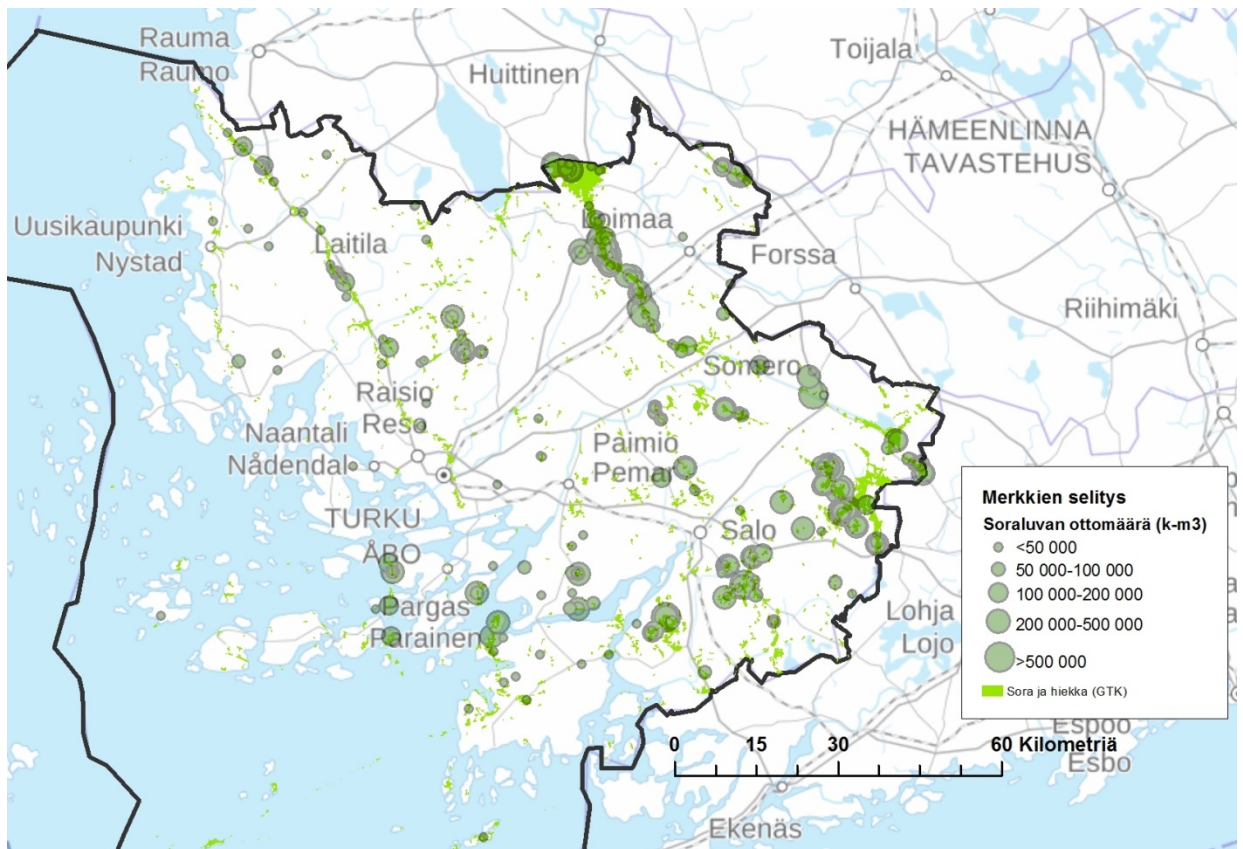 Rauma
Raumo
Toijala
Huittinen
HÄMEENLINNA
TAVASTEHUS
Uusikaupunki
Nystad
Laitila
Loimaa
Forssa
Riihimäki
Somero
Raisio
Reso
Naantali
Nådendal
Paimio
Pemar
TURKU
ÅBO
Salo
Pargas
Parainen
Lohja
Lojo
Merkkien selitys
Soraluvan ottomäärä (k-m3)
<50 000
50 000-100 000
100 000-200 000
200 000-500 000
>500 000
Sora ja hiekka (GTK)
Espoo
Esbo
0 15 30 60 Kilometriä
Ekenäs